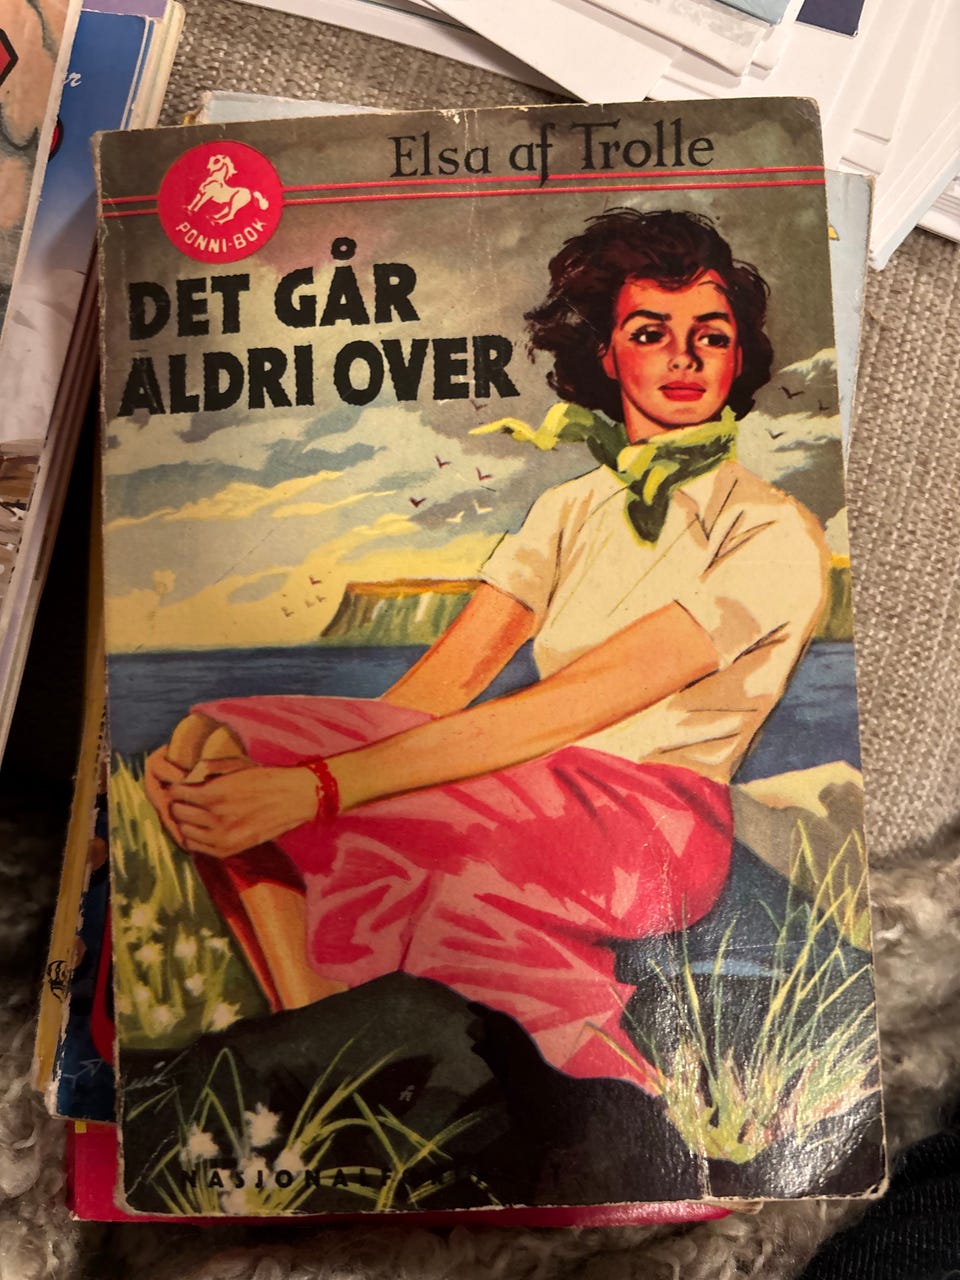 Elsa af Trolle
PONNI-BOK
DET GÅR
ALDRI OVER